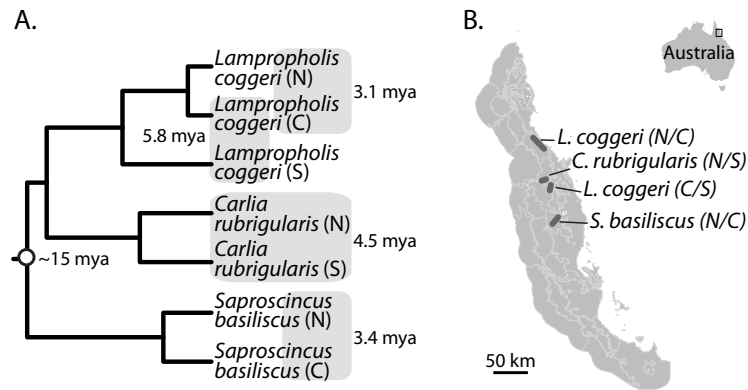 A.
Lampropholis
coggeri (N)
Lampropholis
coggeri (C)
3.1 mya
5.8 mya
Lampropholis
coggeri (S)
Carlia
rubrigularis (N)
Carlia
rubrigularis (S)
4.5 mya
~15 mya
Saproscincus
basiliscus (N)
Saproscincus
basiliscus (C)
3.4 mya
B.
Australia
L. coggeri (N/C)
C. rubrigularis (N/S)
L. coggeri (C/S)
S. basiliscus (N/C)
50 km